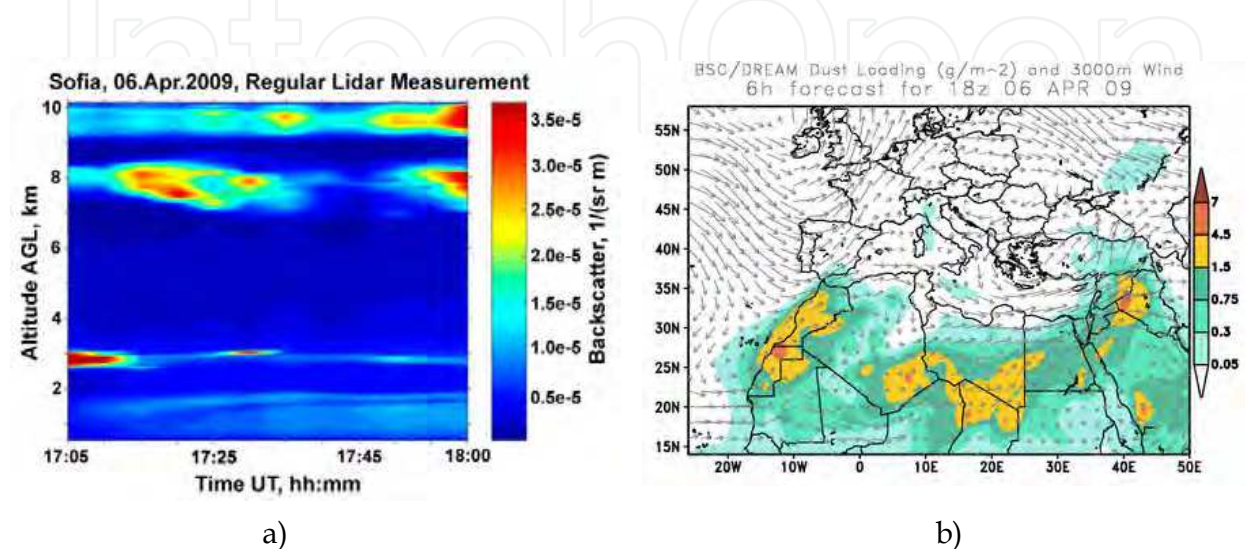 IntechOpen
Sofia, 06.Apr.2009, Regular Lidar Measurement
10
8
6
4
2
Altitude AGL, km
17:05 17:25 17:45 18:00
Time UT, hh:mm
3.5e-5
3.0e-5
2.5e-5
2.0e-5
1.5e-5
1.0e-5
0.5e-5
Backscatter, 1/(sr m)
a)
BSC/DREAM Dust Loading (g/m^2) and 3000m Wind
6h forecast for 18z 06 APR 09
55N
50N
45N
40N
35N
30N
25N
20N
15N
20W 10W 0 10E 20E 30E 40E 50E
7
4.5
1.5
0.75
0.3
0.05
b)